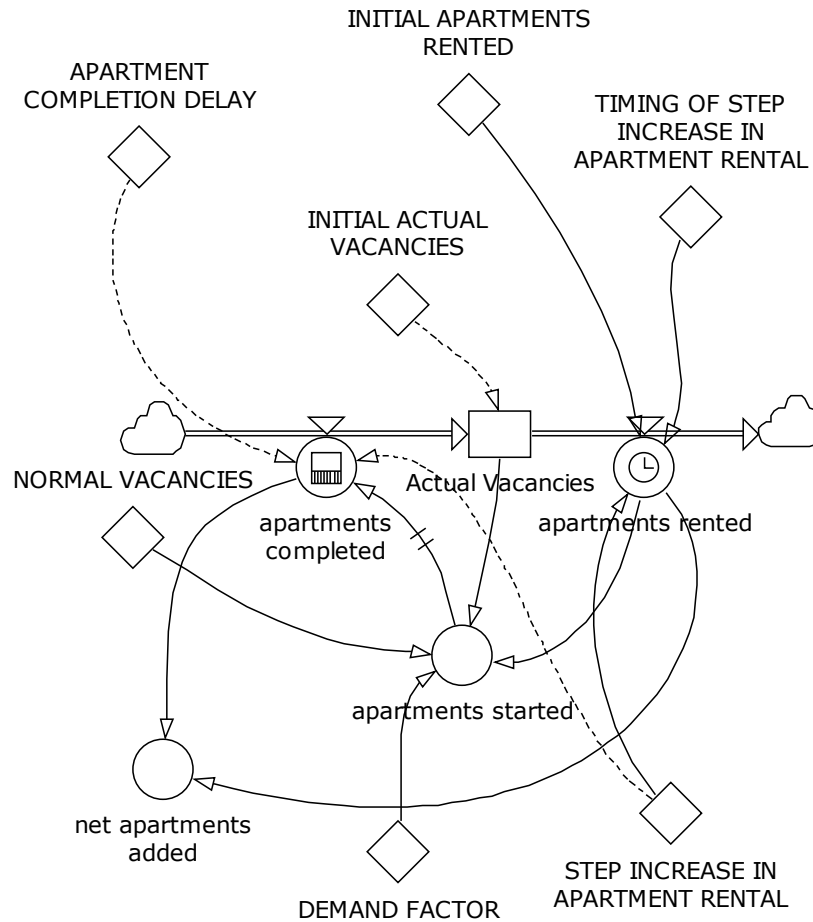 INITIAL APARTMENTS
RENTED
APARTMENT
COMPLETION DELAY
TIMING OF STEP
INCREASE IN
APARTMENT RENTAL
INITIAL ACTUAL
VACANCIES
NORMAL VACANCIES
Actual Vacancies
apartments
completed
apartments rented
apartments started
net apartments
added
DEMAND FACTOR
STEP INCREASE IN
APARTMENT RENTAL